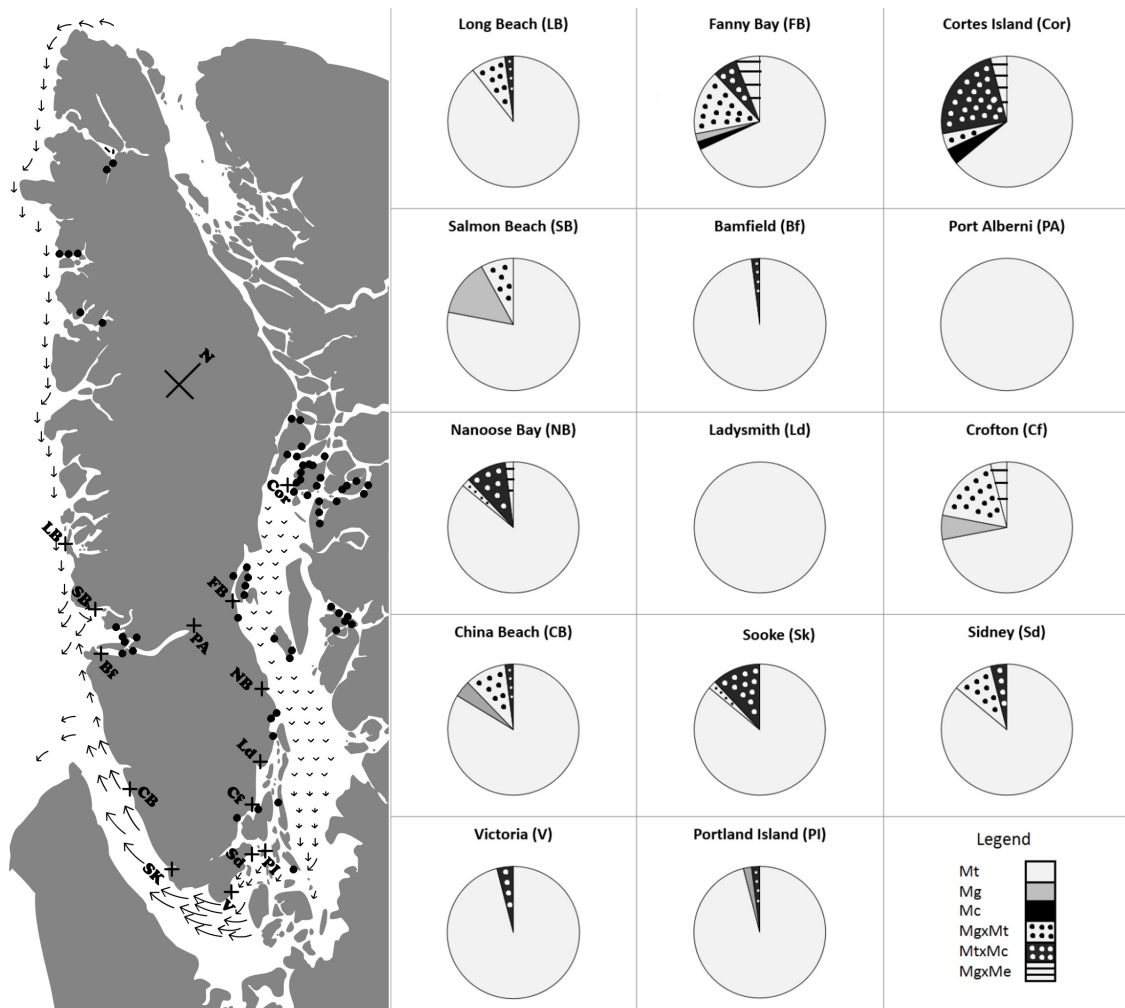 N
Cor
LB
FB
SB
PA
Bf
NB
Ld
CB
Cf
Sd
PI
SK
V
Long Beach (LB)
Fanny Bay (FB)
Cortes Island (Cor)
Salmon Beach (SB)
Bamfield (Bf)
Port Alberni (PA)
Nanoose Bay (NB)
Ladysmith (Ld)
Crofton (Cf)
China Beach (CB)
Sooke (Sk)
Sidney (Sd)
Victoria (V)
Portland Island (PI)
Legend
Mt
Mg
Mc
MgxMt
MtxMc
MgxMe